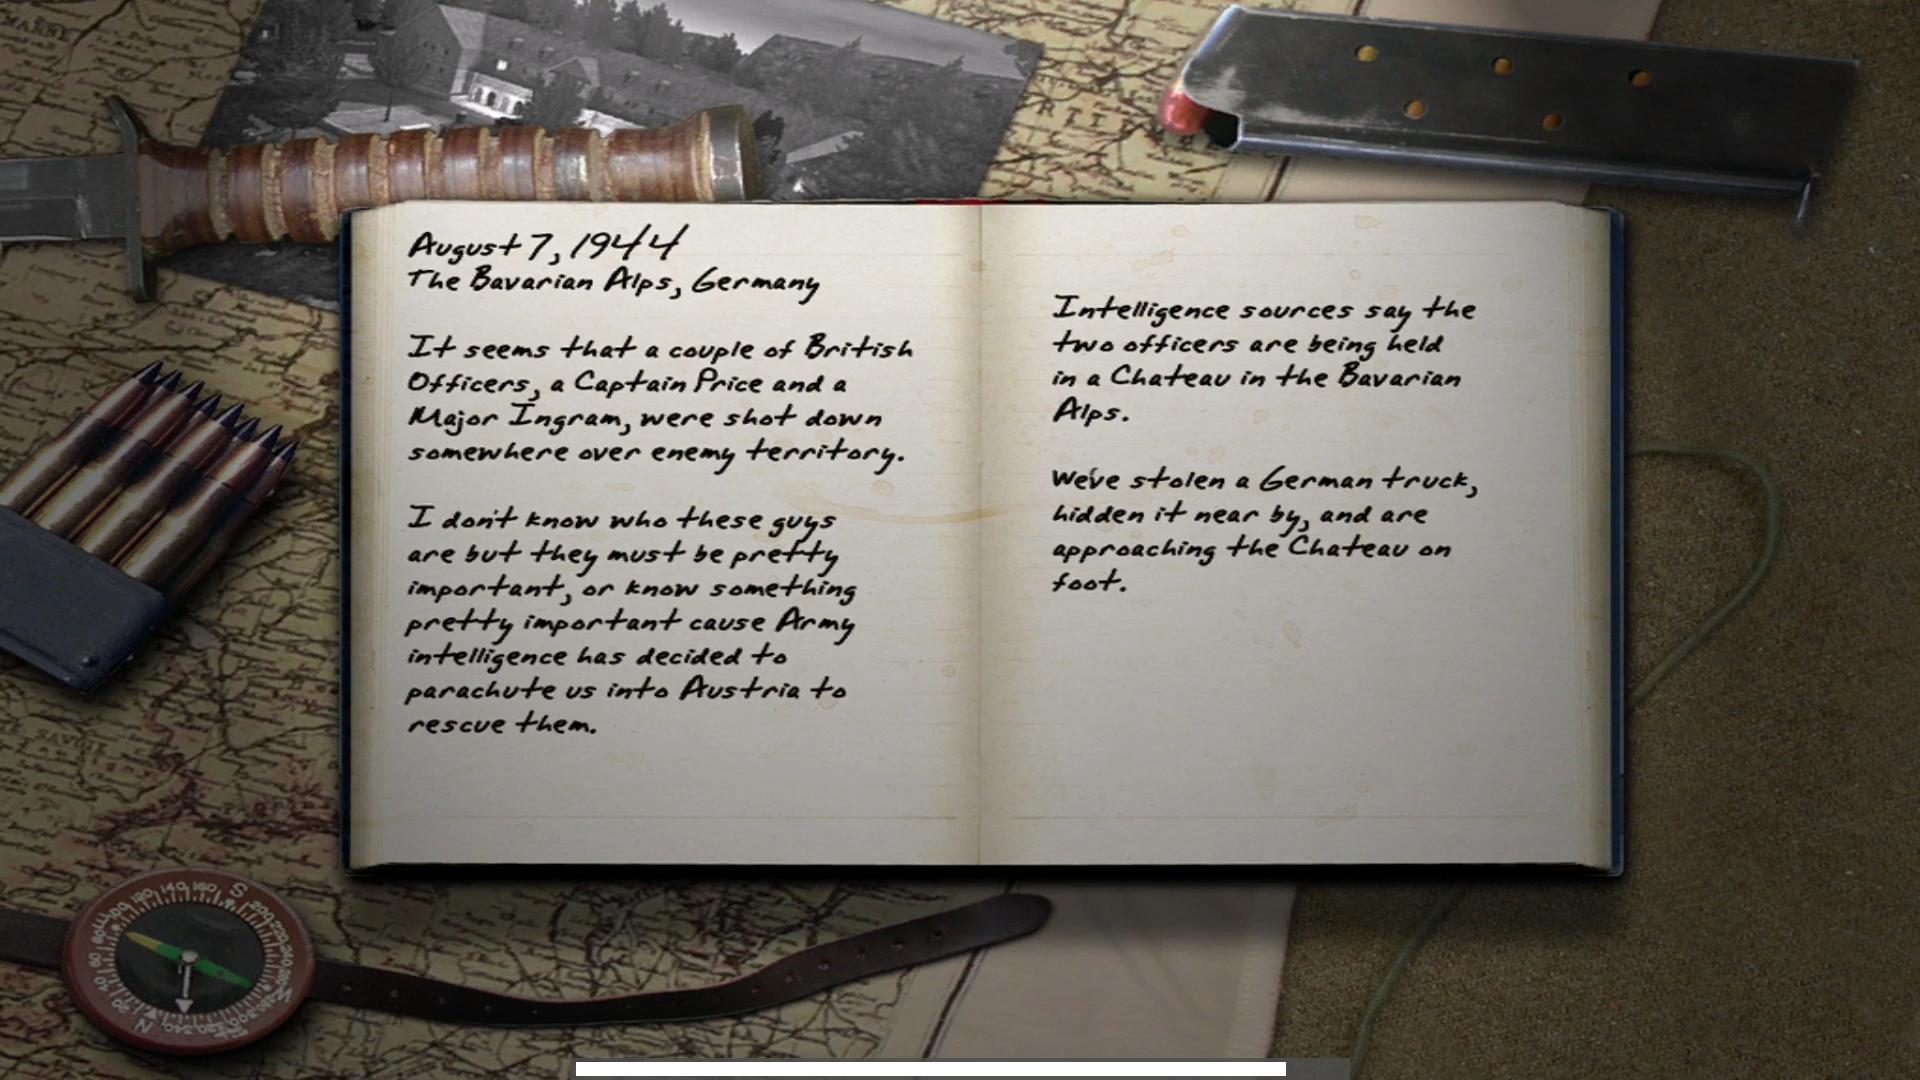 August 7, 1944
The Bavarian Alps, Germany
It seems that a couple of British
Officers, a Captain Price and a
Major Ingram, were shot down
somewhere over enemy territory.
I don't know who these guys
are but they must be pretty
important, or know something
pretty important cause Army
intelligence has decided to
parachute us into Austria to
rescue them.
Intelligence sources say the
two officers are being held
in a Chateau in the Bavarian
Alps.
We've stolen a German truck,
hidden it near by, and are
approaching the Chateau on
foot.